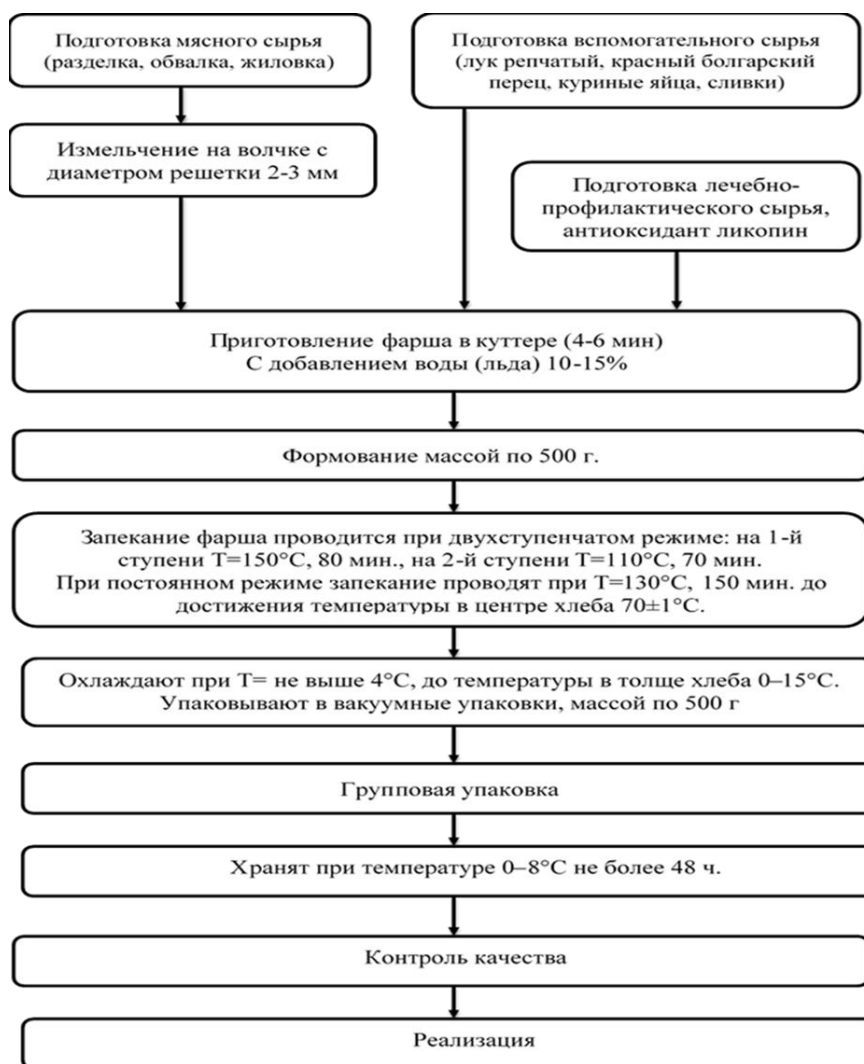 Подготовка мясного сырья
(разделка, обвалка, жиловка)
Подготовка вспомогательного сырья
(лук репчатый, красный болгарский
перец, куриные яйца, сливки)
Измельчение на волчке с
диаметром решетки 2-3 мм
Подготовка лечебно-
профилактического сырья,
антиоксидант ликопин
Приготовление фарша в куттере (4-6 мин)
С добавлением воды (льда) 10-15%
Формование массой по 500 г.
Запекание фарша проводится при двухступенчатом режиме: на 1-й
ступени T=150°C, 80 мин., на 2-й ступени T=110°C, 70 мин.
При постоянном режиме запекание проводят при T=130°C, 150 мин. до
достижения температуры в центре хлеба 70±1°C.
Охлаждают при T= не выше 4°C, до температуры в толще хлеба 0–15°C.
Упаковывают в вакуумные упаковки, массой по 500 г
Групповая упаковка
Хранят при температуре 0–8°C не более 48 ч.
Контроль качества
Реализация